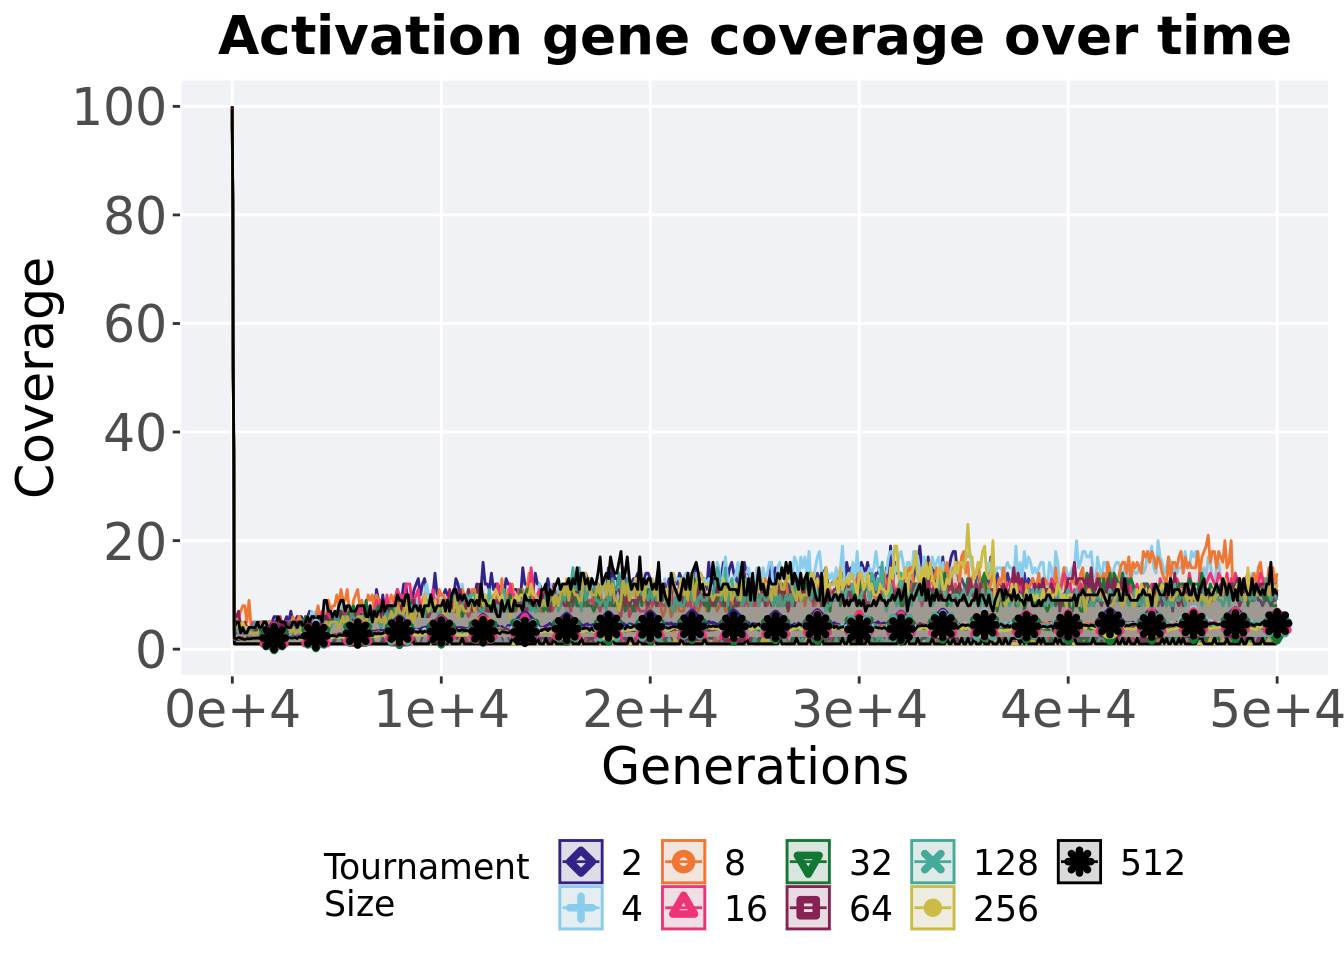 Activation gene coverage over time
100
80
60
40
20
0
Coverage
0e+4 1e+4 2e+4 3e+4 4e+4 5e+4
Generations
Tournament
Size
2 8 32 128 512
4 16 64 256